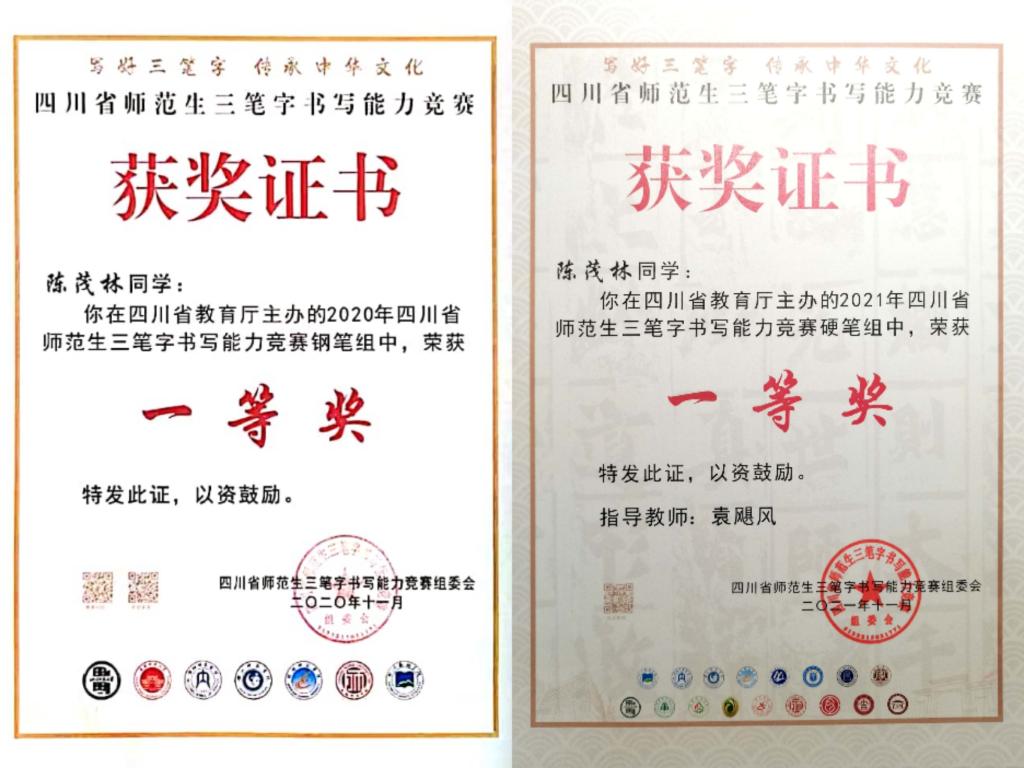 写好三笔字 传承中华文化
四川省师范生三笔字书写能力竞赛
获奖证书
陈茂林同学：
你在四川省教育厅主办的2020年四川省
师范生三笔字书写能力竞赛钢笔组中，荣获
一等奖
特发此证，以资鼓励。
四川省师范生三笔字书写能力竞赛组委会
二〇二〇年十一月
组委会
写好三笔字 传承中华文化
四川省师范生三笔字书写能力竞赛
获奖证书
陈茂林同学：
你在四川省教育厅主办的2021年四川省
师范生三笔字书写能力竞赛硬笔组中，荣获
一等奖
特发此证，以资鼓励。
指导教师：袁飓风
四川省师范生三笔字书写能力竞赛组委会
二〇二一年十一月
组委会